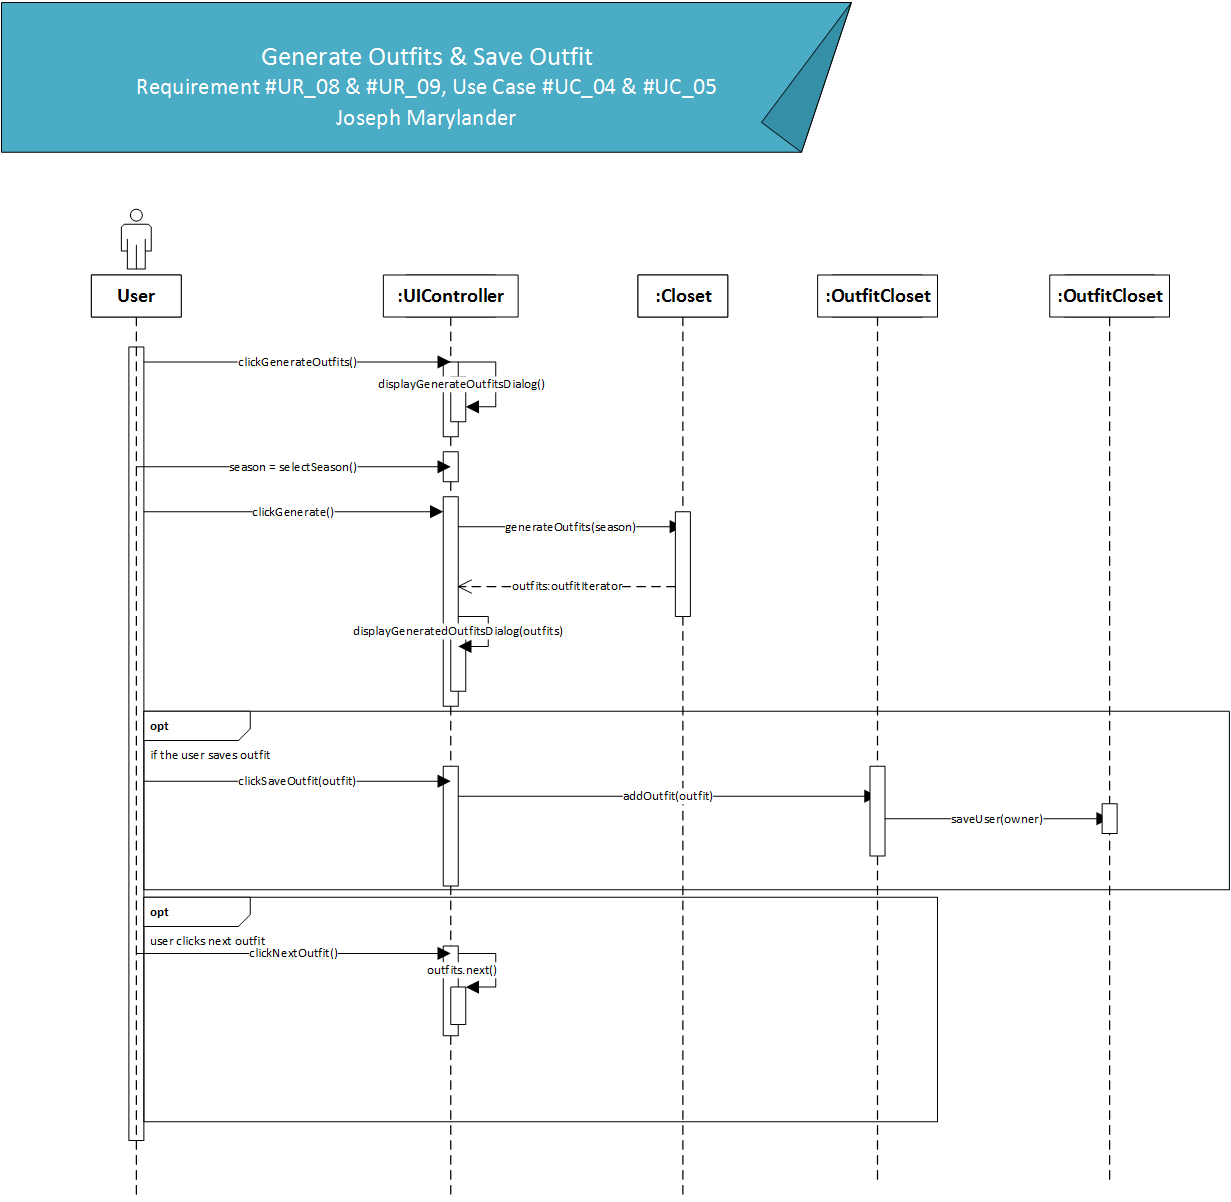 Generate Outfits & Save Outfit
Requirement #UR_08 & #UR_09, Use Case #UC_04 & #UC_05
Joseph Marylander
User
:UIController
:Closet
:OutfitCloset
:OutfitCloset
clickGenerateOutfits()
displayGenerateOutfitsDialog()
season = selectSeason()
clickGenerate()
generateOutfits(season)
outfits:outfitIterator
displayGeneratedOutfitsDialog(outfits)
opt
if the user saves outfit
clickSaveOutfit(outfit)
addOutfit(outfit)
saveUser(owner)
opt
user clicks next outfit
clickNextOutfit()
outfits.next()